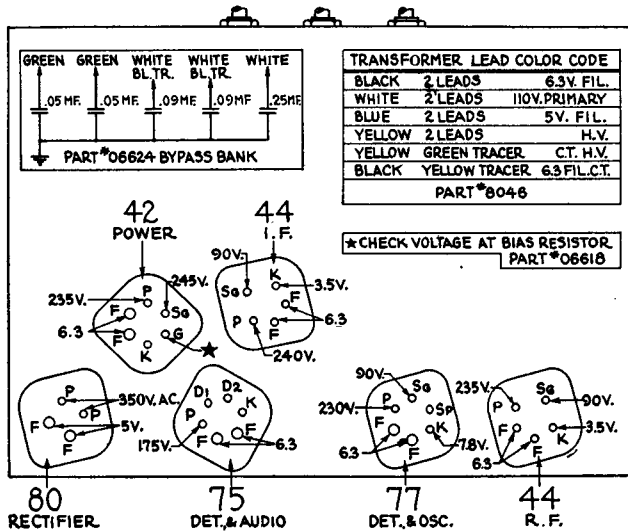 GREEN GREEN WHITE BL.TR. WHITE BL.TR. WHITE
.05 MF. .05 MF. .09 MF .09 MF .25 MF
PART #06624 BYPASS BANK
TRANSFORMER LEAD COLOR CODE
BLACK 2 LEADS 6.3V. FIL.
WHITE 2 LEADS 110V. PRIMARY
BLUE 2 LEADS 5V. FIL.
YELLOW 2 LEADS H.V.
YELLOW GREEN TRACER C.T. H.V.
BLACK YELLOW TRACER 6.3 FIL.C.T.
PART #8046
★CHECK VOLTAGE AT BIAS RESISTOR
PART #06618
42
POWER
P
235V.
245V.
F
SG
6.3
F
G
K
★
44
I.F.
90V.
K
3.5V.
SG
F
P
F
6.3
240V.
P
350V. A.C.
P
F
5V.
F
80
RECTIFIER
D1 D2
P
K
175V.
F F
6.3
75
DET., & AUDIO
90V.
SG
230V.
P
SP
F
K
7.8V.
6.3
F
77
DET., & OSC.
235V.
SG
P
90V.
F
K
3.5V.
6.3
F
44
R.F.